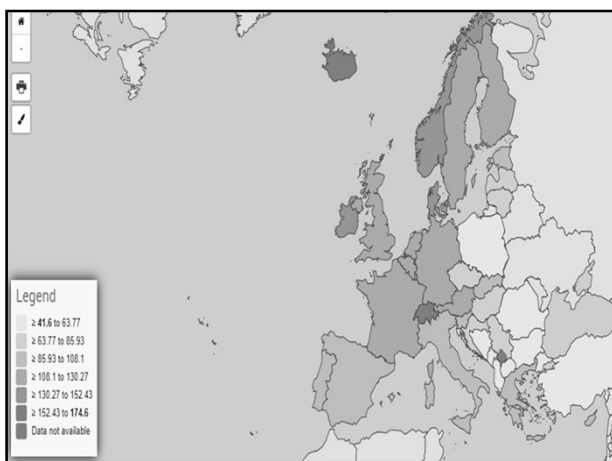 -
Legend
≥ 41.6 to 63.77
≥ 63.77 to 85.93
≥ 85.93 to 108.1
≥ 108.1 to 130.27
≥ 130.27 to 152.43
≥ 152.43 to 174.6
Data not available